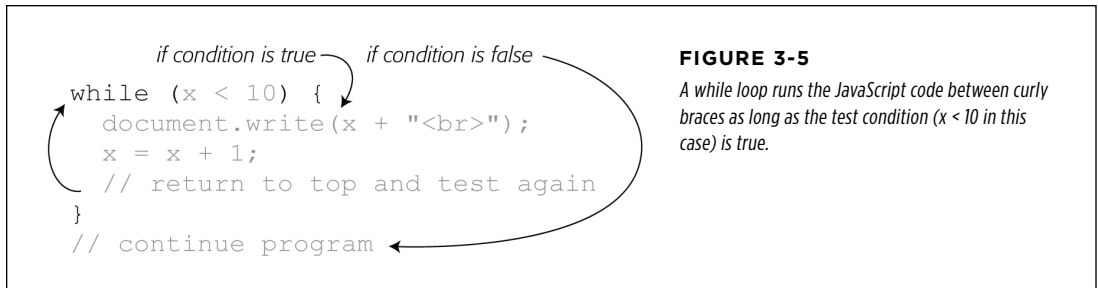 if condition is true if condition is false
while (x < 10) {
document.write(x + "<br>");
x = x + 1;
// return to top and test again
}
// continue program
FIGURE 3-5
A while loop runs the JavaScript code between curly
braces as long as the test condition (x < 10 in this
case) is true.